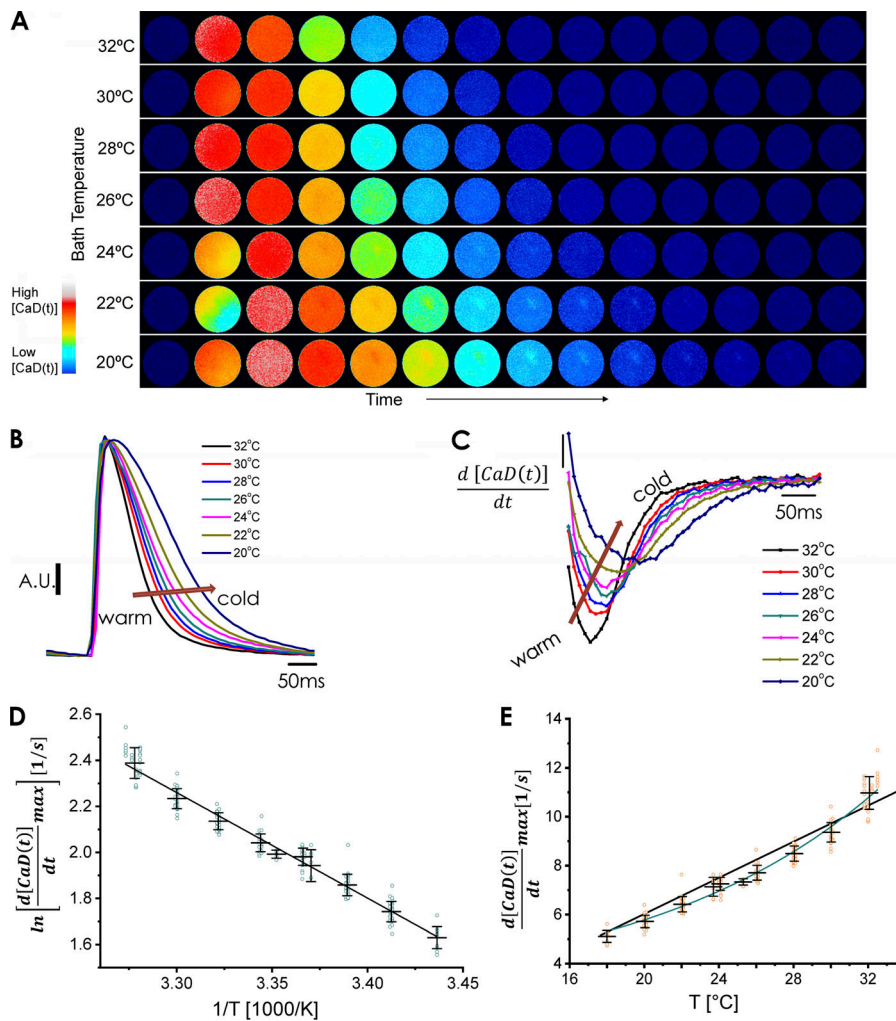 A
Bath Temperature
32ºC
30ºC
28ºC
26ºC
24ºC
22ºC
20ºC
High
[CaD(t)]
Low
[CaD(t)]
Time
B
32°C
30°C
28°C
26°C
24°C
22°C
20°C
A.U.
warm
cold
50ms
C
d [CaD(t)]
dt
cold
warm
50ms
32°C
30°C
28°C
26°C
24°C
22°C
20°C
D
ln[d[CaD(t)]/dt max] [1/s]
2.6
2.4
2.2
2.0
1.8
1.6
1.4
3.30
3.35
3.40
3.45
1/T [1000/K]
E
d[CaD(t)]/dt max[1/s]
14
12
10
8
6
4
16
20
24
28
32
T [°C]